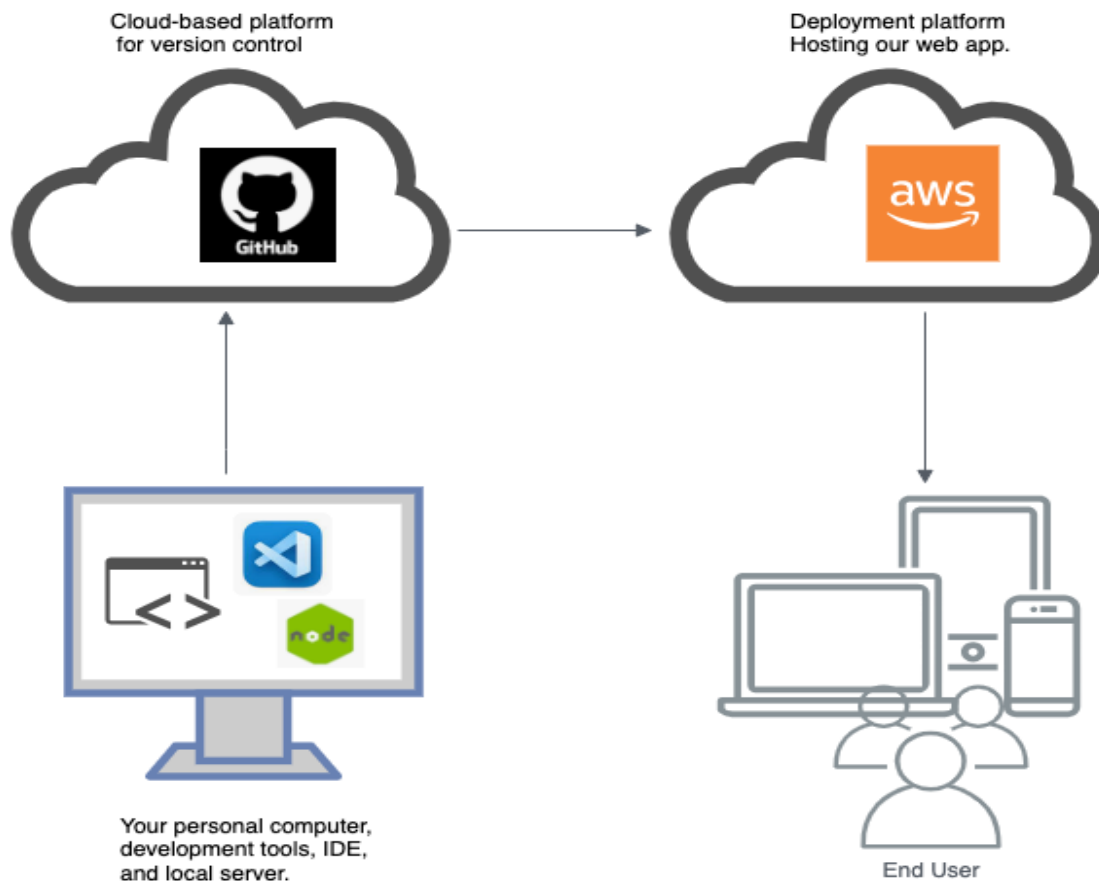 Cloud-based platform
for version control
Deployment platform
Hosting our web app.
GitHub
aws
node
Your personal computer,
development tools, IDE,
and local server.
End User